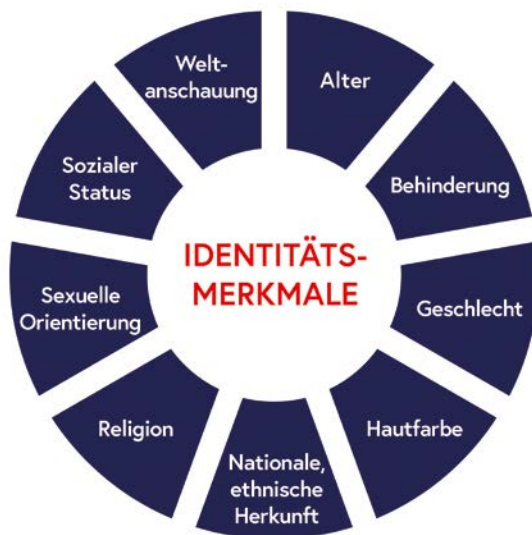 IDENTITÄTS-
MERKMALE
Alter
Behinderung
Geschlecht
Hautfarbe
Nationale,
ethnische
Herkunft
Religion
Sexuelle
Orientierung
Sozialer
Status
Welt-
anschauung